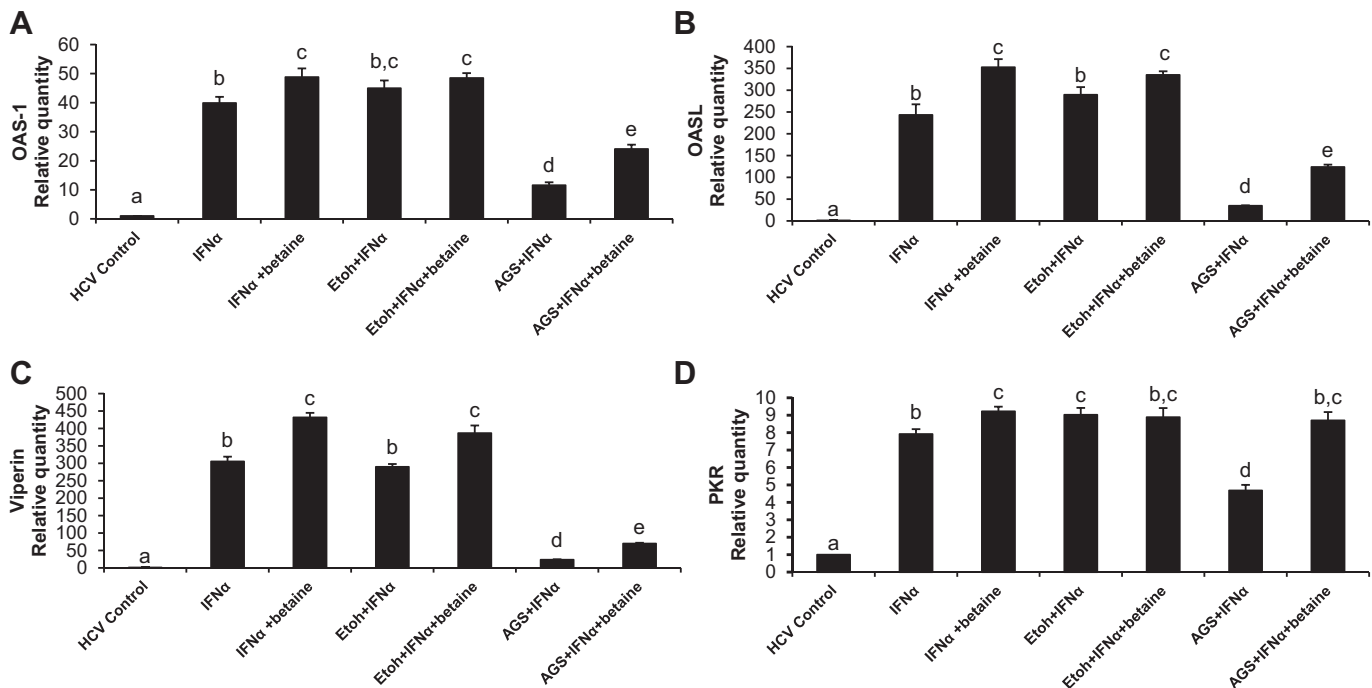 A
OAS-1
Relative quantity
60
50
40
30
20
10
0
a
b
c
b,c
c
d
e
HCV Control
IFNα
IFNα +betaine
Etoh+IFNα
Etoh+IFNα+betaine
AGS+IFNα
AGS+IFNα+betaine
B
OASL
Relative quantity
400
350
300
250
200
150
100
50
0
a
b
c
b
c
d
e
HCV Control
IFNα
IFNα +betaine
Etoh+IFNα
Etoh+IFNα+betaine
AGS+IFNα
AGS+IFNα+betaine
C
Viperin
Relative quantity
500
450
400
350
300
250
200
150
100
50
0
a
b
c
b
c
d
e
HCV Control
IFNα
IFNα +betaine
Etoh+IFNα
Etoh+IFNα+betaine
AGS+IFNα
AGS+IFNα+betaine
D
PKR
Relative quantity
10
9
8
7
6
5
4
3
2
1
0
a
b
c
c
b,c
d
b,c
HCV Control
IFNα
IFNα +betaine
Etoh+IFNα
Etoh+IFNα+betaine
AGS+IFNα
AGS+IFNα+betaine